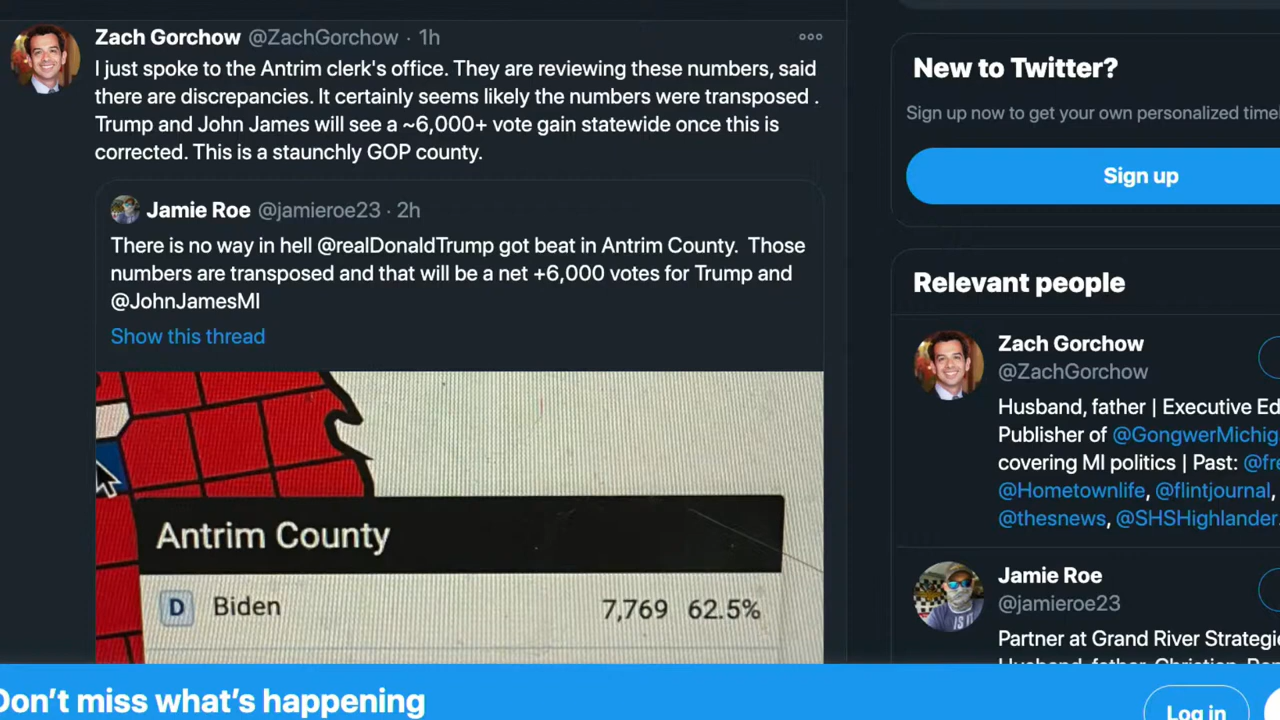 Zach Gorchow @ZachGorchow · 1h
I just spoke to the Antrim clerk's office. They are reviewing these numbers, said
there are discrepancies. It certainly seems likely the numbers were transposed .
Trump and John James will see a ~6,000+ vote gain statewide once this is
corrected. This is a staunchly GOP county.
Jamie Roe @jamieroe23 · 2h
There is no way in hell @realDonaldTrump got beat in Antrim County. Those
numbers are transposed and that will be a net +6,000 votes for Trump and
@JohnJamesMI
Show this thread
Antrim County
D Biden 7,769 62.5%
New to Twitter?
Sign up now to get your own personalized time
Sign up
Relevant people
Zach Gorchow
@ZachGorchow
Husband, father | Executive Ed
Publisher of @GongwerMichig
covering MI politics | Past: @fre
@Hometownlife, @flintjournal,
@thesnews, @SHSHighlander
Jamie Roe
@jamieroe23
Partner at Grand River Strategi
Don't miss what's happening
Log in